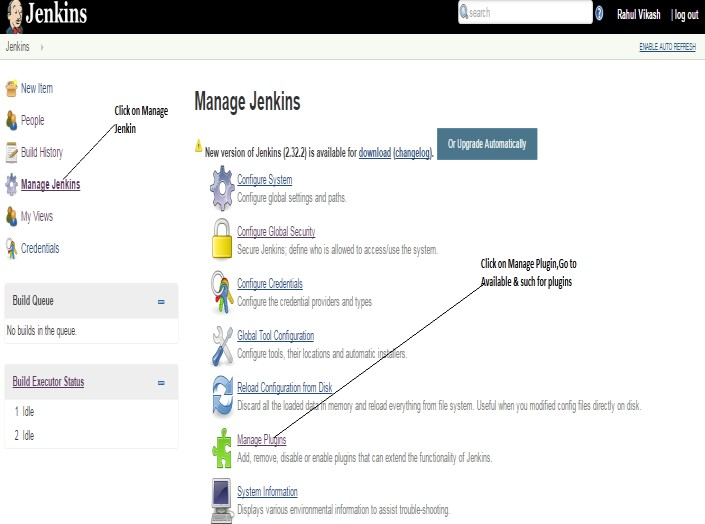 Jenkins
search
Rahul Vikash | log out
Jenkins
ENABLE AUTO REFRESH
New Item
People
Build History
Manage Jenkins
My Views
Credentials
Click on Manage
Jenkin
Build Queue
No builds in the queue.
Build Executor Status
1 Idle
2 Idle
Manage Jenkins
New version of Jenkins (2.32.2) is available for download (changelog).
Or Upgrade Automatically
Configure System
Configure global settings and paths.
Configure Global Security
Secure Jenkins; define who is allowed to access/use the system.
Configure Credentials
Configure the credential providers and types
Global Tool Configuration
Configure tools, their locations and automatic installers.
Reload Configuration from Disk
Discard all the loaded data in memory and reload everything from file system. Useful when you modified config files directly on disk.
Manage Plugins
Add, remove, disable or enable plugins that can extend the functionality of Jenkins.
System Information
Displays various environmental information to assist trouble-shooting.
Click on Manage Plugin,Go to
Available & such for plugins